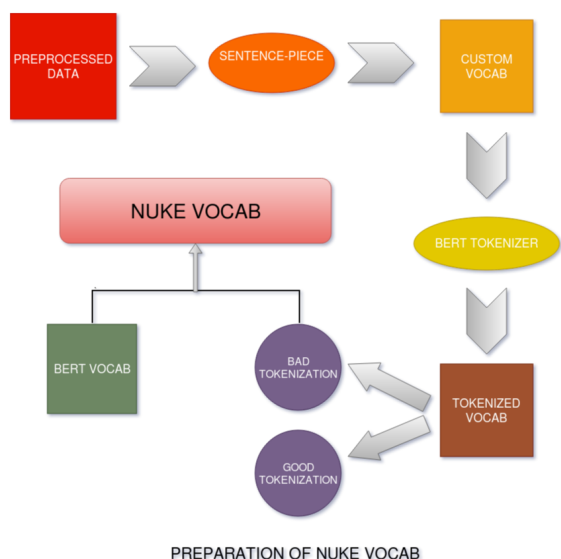 PREPROCESSED
DATA
SENTENCE-PIECE
CUSTOM
VOCAB
NUKE VOCAB
BERT TOKENIZER
BERT VOCAB
BAD
TOKENIZATION
TOKENIZED
VOCAB
GOOD
TOKENIZATION
PREPARATION OF NUKE VOCAB